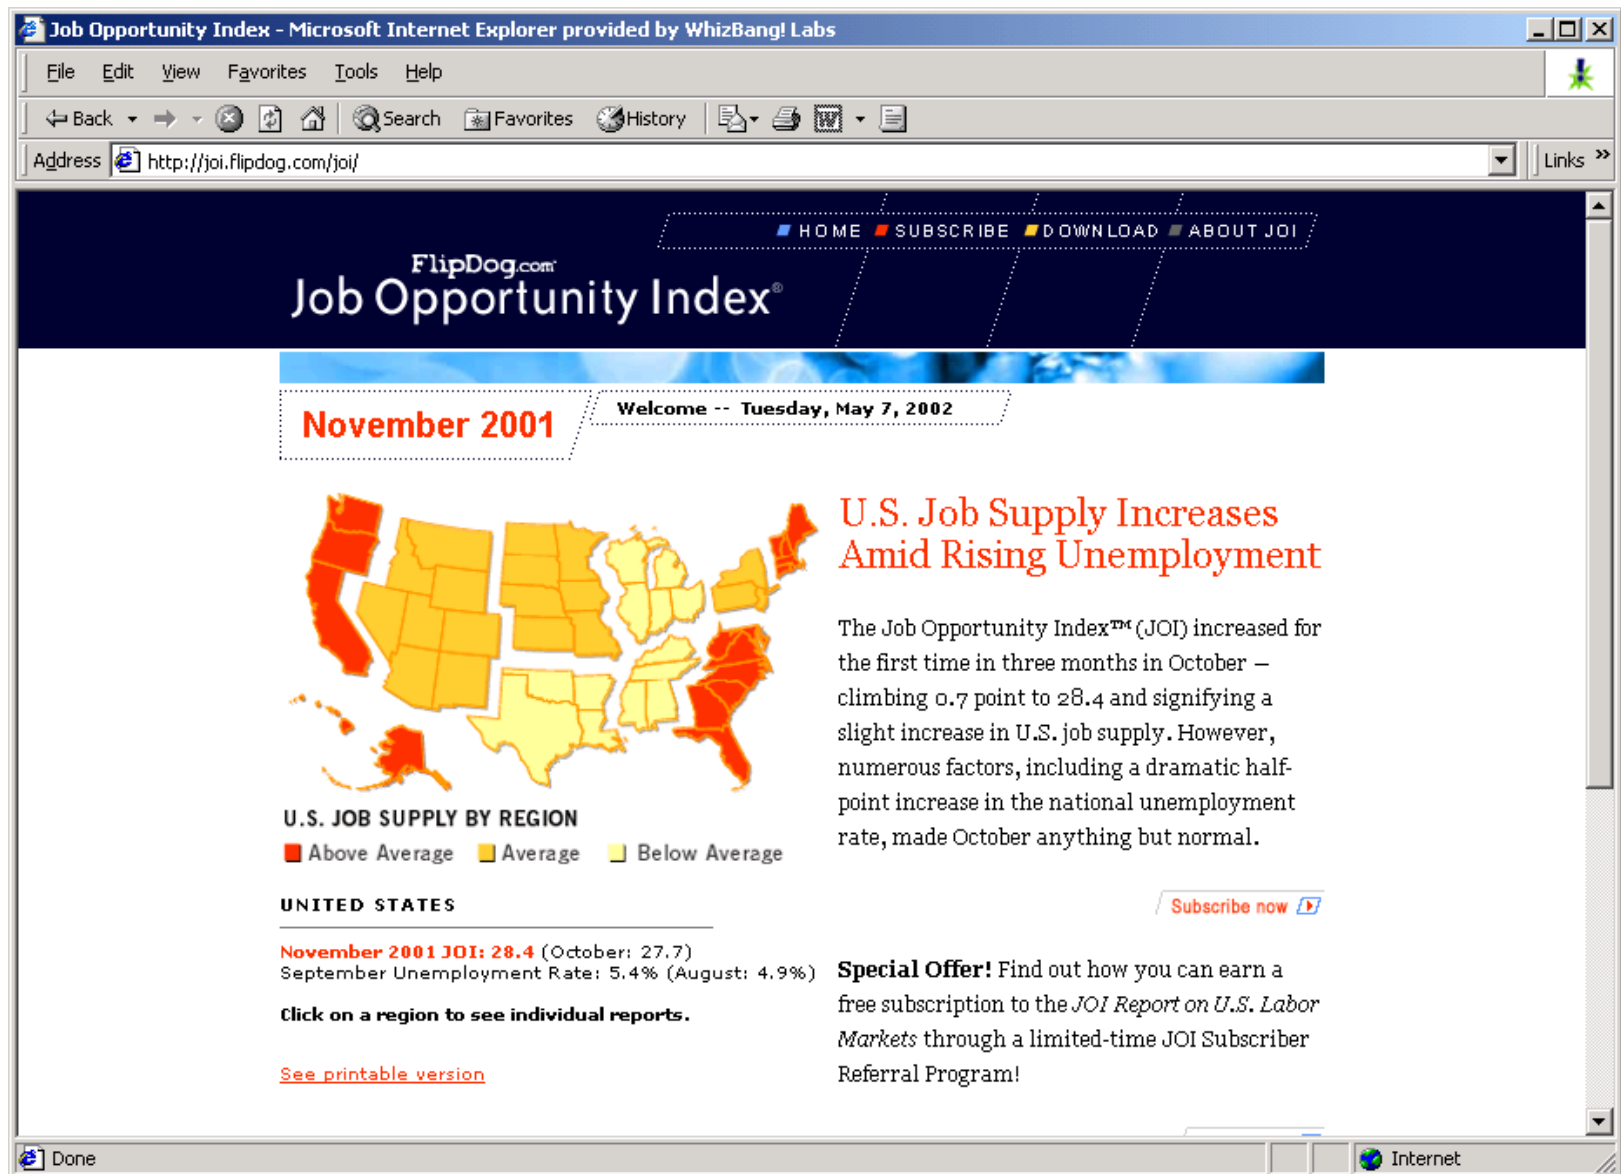 Job Opportunity Index - Microsoft Internet Explorer provided by WhizBang! Labs
File Edit View Favorites Tools Help
Back Search Favorites History
Address http://joi.flipdog.com/joi/ Links »
HOME SUBSCRIBE DOWNLOAD ABOUT JOI
FlipDog.com
Job Opportunity Index®
November 2001
Welcome -- Tuesday, May 7, 2002
U.S. JOB SUPPLY BY REGION
Above Average Average Below Average
UNITED STATES
November 2001 JOI: 28.4 (October: 27.7)
September Unemployment Rate: 5.4% (August: 4.9%)
Click on a region to see individual reports.
See printable version
U.S. Job Supply Increases
Amid Rising Unemployment
The Job Opportunity Index™ (JOI) increased for
the first time in three months in October —
climbing 0.7 point to 28.4 and signifying a
slight increase in U.S. job supply. However,
numerous factors, including a dramatic half-
point increase in the national unemployment
rate, made October anything but normal.
Subscribe now
Special Offer! Find out how you can earn a
free subscription to the JOI Report on U.S. Labor
Markets through a limited-time JOI Subscriber
Referral Program!
Done Internet